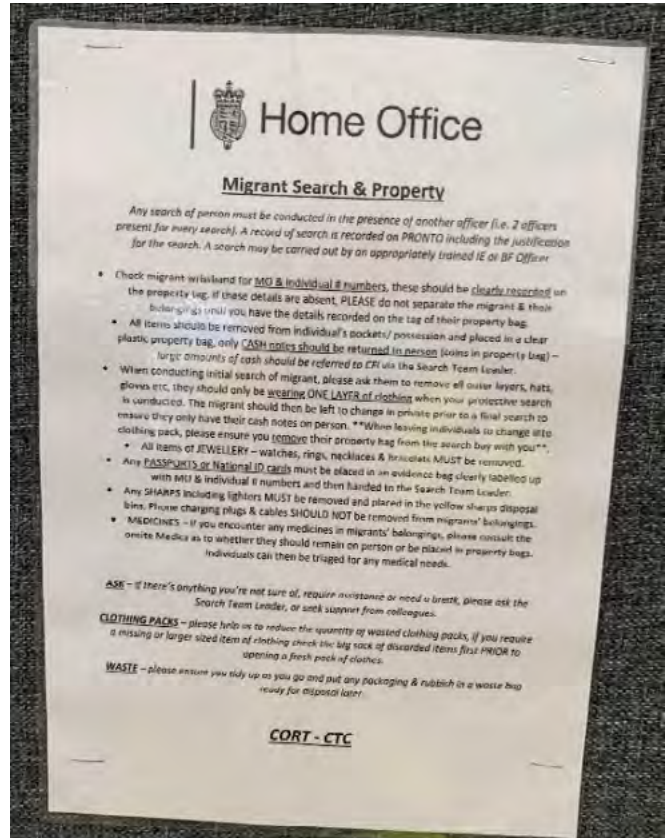 Home Office
Migrant Search & Property
Any search of person must be conducted in the presence of another officer (i.e. 2 officers
present for every search). A record of search is recorded on PRONTO including the justification
for the search. A search may be carried out by an appropriately trained IE or BF Officer
• Check migrant wristband for MO & individual # numbers, these should be clearly recorded on
the property tag. If these details are absent, PLEASE do not separate the migrant & their
belongings until you have the details recorded on the tag of their property bag.
• All items should be removed from individual's pockets/ possession and placed in a clear
plastic property bag, only CASH notes should be returned in person (coins in property bag) –
large amounts of cash should be referred to CFI via the Search Team Leader.
• When conducting initial search of migrant, please ask them to remove all outer layers, hats,
gloves etc, they should only be wearing ONE LAYER of clothing when your protective search
is conducted. The migrant should then be left to change in private prior to a final search to
ensure they only have their cash notes on person. **When leaving individuals to change into
clothing pack, please ensure you remove their property bag from the search buy with you**.
• All items of JEWELLERY – watches, rings, necklaces & bracelets MUST be removed.
• Any PASSPORTS or National ID cards must be placed in an evidence bag clearly labelled up
with MO & individual # numbers and then handed to the Search Team Leader.
• Any SHARPS including lighters MUST be removed and placed in the yellow sharps disposal
bins. Phone charging plugs & cables SHOULD NOT be removed from migrants' belongings.
• MEDICINES – if you encounter any medicines in migrants' belongings, please consult the
onsite Medics as to whether they should remain on person or be placed in property bags.
Individuals can then be triaged for any medical needs.
ASK – if there's anything you're not sure of, require assistance or need a break, please ask the
Search Team Leader, or seek support from colleagues.
CLOTHING PACKS – please help us to reduce the quantity of wasted clothing packs, if you require
a missing or larger sized item of clothing check the big sack of discarded items first PRIOR to
opening a fresh pack of clothes.
WASTE – please ensure you tidy up as you go and put any packaging & rubbish in a waste bag
ready for disposal later.
CORT - CTC